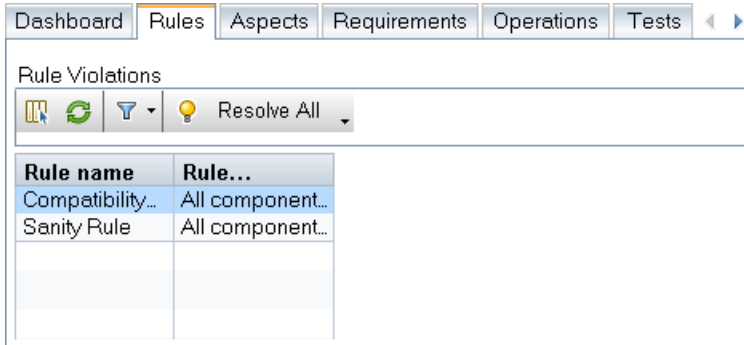 Dashboard Rules Aspects Requirements Operations Tests
Rule Violations
Resolve All
Rule name Rule...
Compatibility... All component...
Sanity Rule All component...